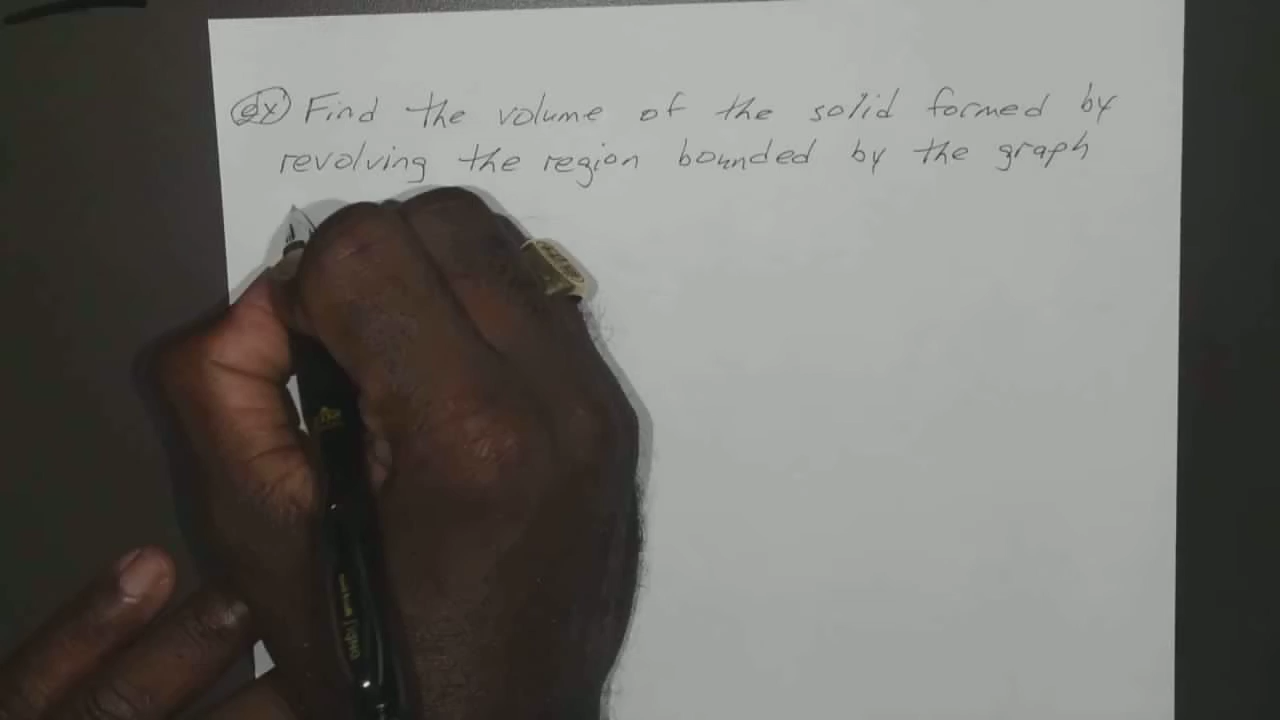 ex Find the volume of the solid formed by
revolving the region bounded by the graph